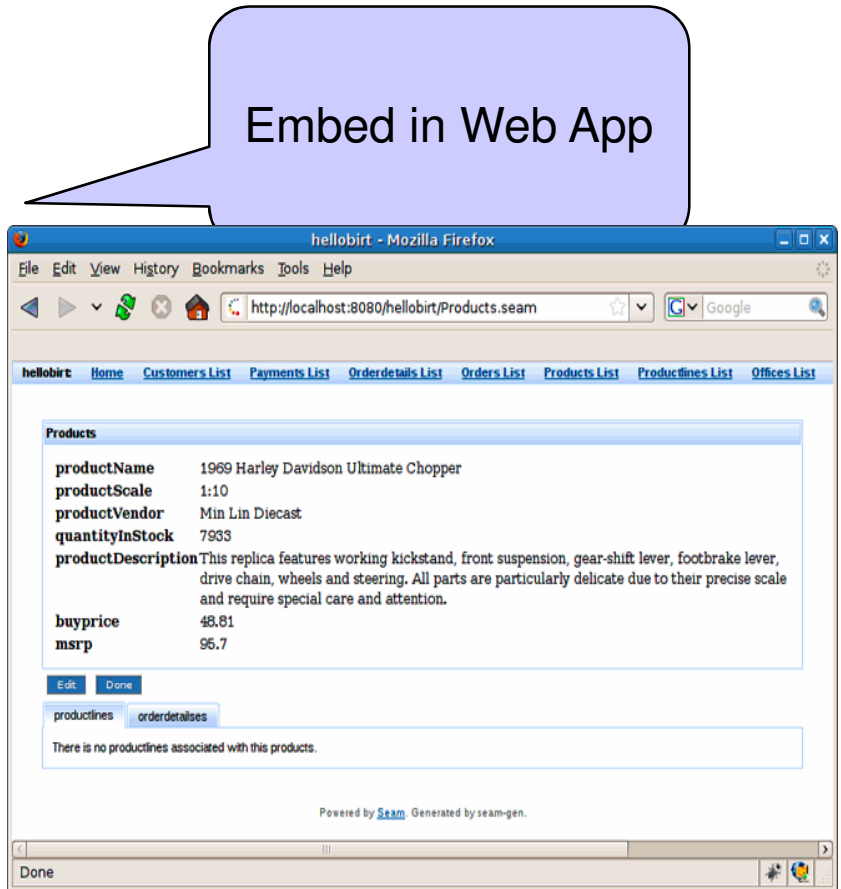 Embed in Web App
hellobirt - Mozilla Firefox
File Edit View History Bookmarks Tools Help
http://localhost:8080/hellobirt/Products.seam G Google
hellobirt: Home Customers List Payments List Orderdetails List Orders List Products List Productlines List Offices List
Products
productName 1969 Harley Davidson Ultimate Chopper
productScale 1:10
productVendor Min Lin Diecast
quantityInStock 7933
productDescription This replica features working kickstand, front suspension, gear-shift lever, footbrake lever,
drive chain, wheels and steering. All parts are particularly delicate due to their precise scale
and require special care and attention.
buyprice 48.81
msrp 95.7
Edit Done
productlines orderdetailses
There is no productlines associated with this products.
Powered by Seam. Generated by seam-gen.
Done